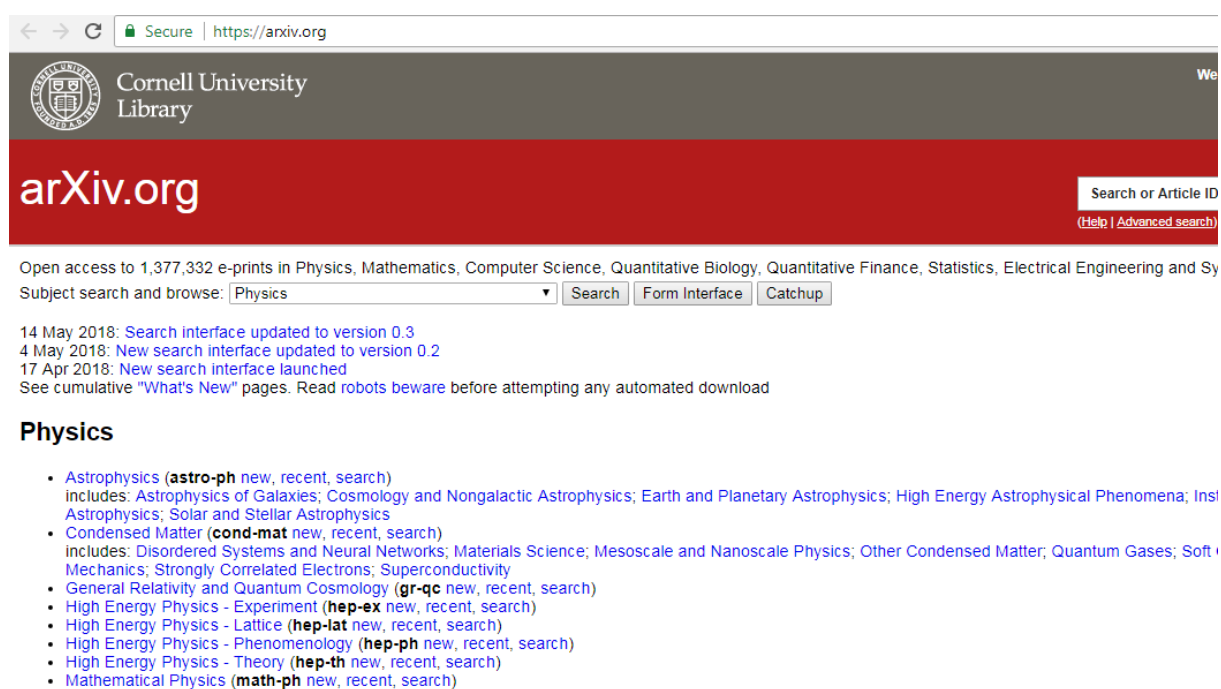 Secure | https://arxiv.org
Cornell University
Library
We
arXiv.org
Search or Article ID
(Help | Advanced search)
Open access to 1,377,332 e-prints in Physics, Mathematics, Computer Science, Quantitative Biology, Quantitative Finance, Statistics, Electrical Engineering and Sy
Subject search and browse: Physics Search Form Interface Catchup
14 May 2018: Search interface updated to version 0.3
4 May 2018: New search interface updated to version 0.2
17 Apr 2018: New search interface launched
See cumulative "What's New" pages. Read robots beware before attempting any automated download
Physics
• Astrophysics (astro-ph new, recent, search)
includes: Astrophysics of Galaxies; Cosmology and Nongalactic Astrophysics; Earth and Planetary Astrophysics; High Energy Astrophysical Phenomena; Inst
Astrophysics; Solar and Stellar Astrophysics
• Condensed Matter (cond-mat new, recent, search)
includes: Disordered Systems and Neural Networks; Materials Science; Mesoscale and Nanoscale Physics; Other Condensed Matter; Quantum Gases; Soft
Mechanics; Strongly Correlated Electrons; Superconductivity
• General Relativity and Quantum Cosmology (gr-qc new, recent, search)
• High Energy Physics - Experiment (hep-ex new, recent, search)
• High Energy Physics - Lattice (hep-lat new, recent, search)
• High Energy Physics - Phenomenology (hep-ph new, recent, search)
• High Energy Physics - Theory (hep-th new, recent, search)
• Mathematical Physics (math-ph new, recent, search)